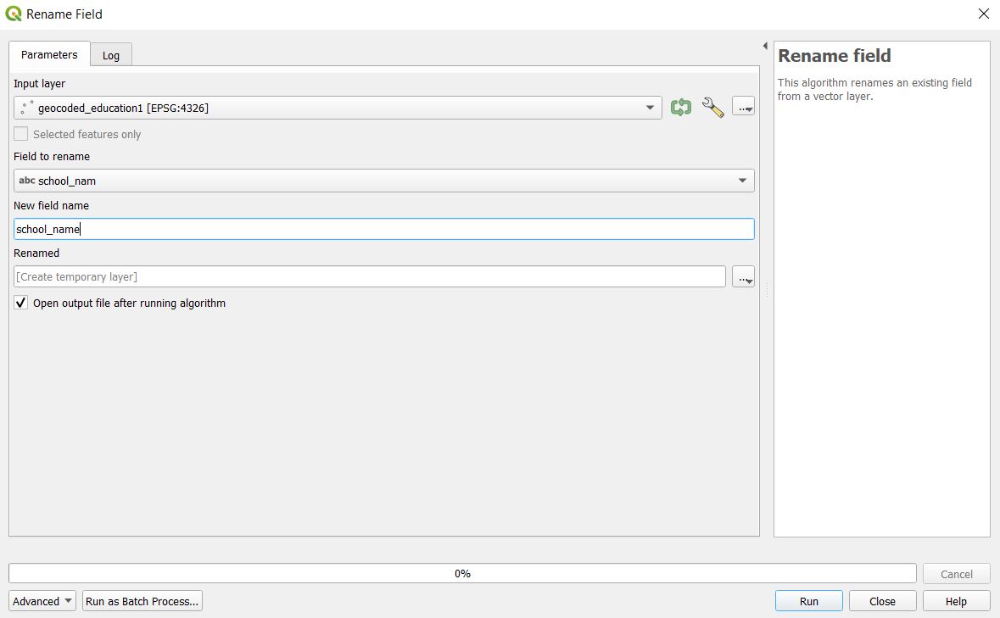 Rename Field
Parameters
Log
Input layer
geocoded_education1 [EPSG:4326]
...
Selected features only
Field to rename
abc school_nam
New field name
school_name
Renamed
[Create temporary layer]
...
Open output file after running algorithm
Rename field
This algorithm renames an existing field
from a vector layer.
0%
Cancel
Advanced
Run as Batch Process...
Run
Close
Help